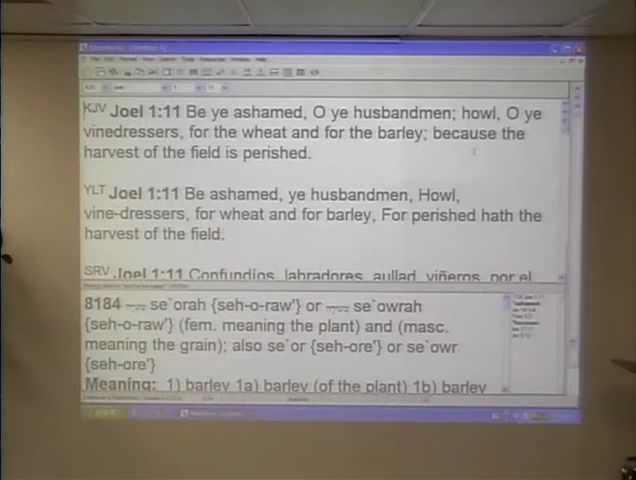 KJV Joel 1:11 Be ye ashamed, O ye husbandmen; howl, O ye
vinedressers, for the wheat and for the barley; because the
harvest of the field is perished.
YLT Joel 1:11 Be ashamed, ye husbandmen, Howl,
vine-dressers, for wheat and for barley, For perished hath the
harvest of the field.
SRV Joel 1:11 Confundíos, labradores, aullad, viñeros, por el
8184 se`orah {seh-o-raw'} or se`owrah
{seh-o-raw'} (fem. meaning the plant) and (masc.
meaning the grain); also se`or {seh-ore'} or se`owr
{seh-ore'}
Meaning: 1) barley 1a) barley (of the plant) 1b) barley